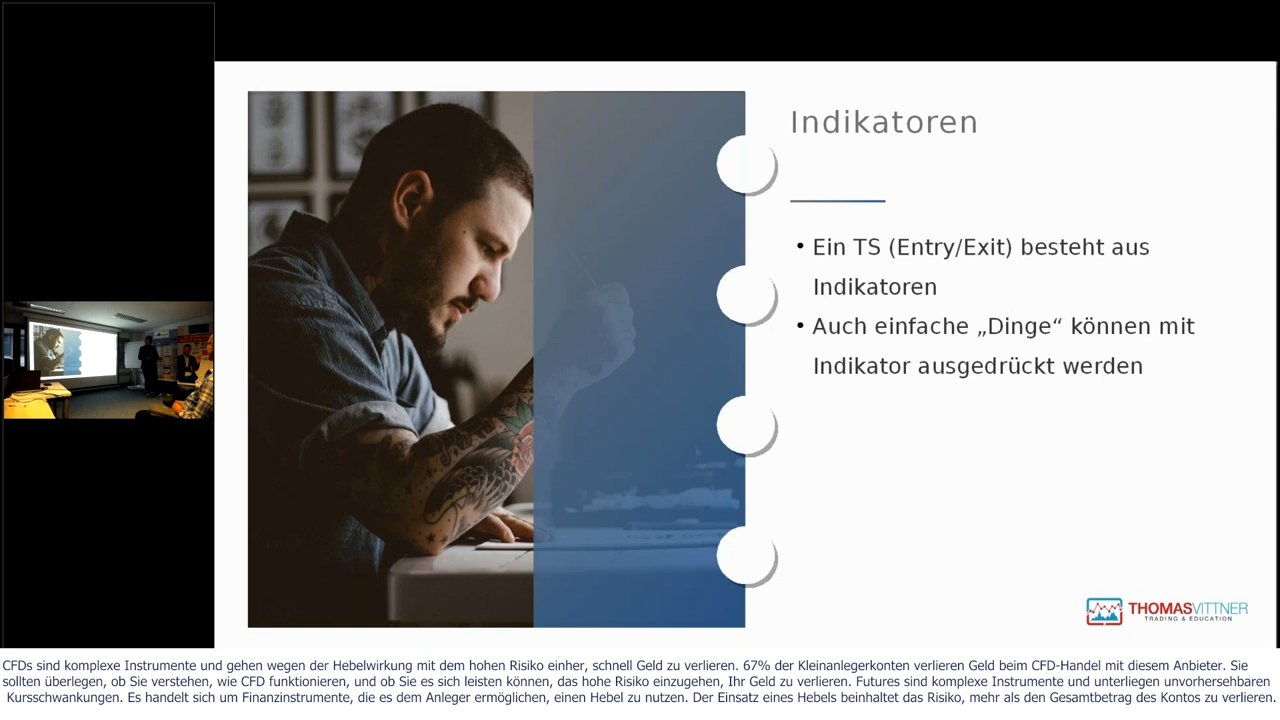 Indikatoren
• Ein TS (Entry/Exit) besteht aus
Indikatoren
• Auch einfache „Dinge“ können mit
Indikator ausgedrückt werden
THOMASVITTNER
TRADING & EDUCATION
CFDs sind komplexe Instrumente und gehen wegen der Hebelwirkung mit dem hohen Risiko einher, schnell Geld zu verlieren. 67% der Kleinanlegerkonten verlieren Geld beim CFD-Handel mit diesem Anbieter. Sie
sollten überlegen, ob Sie verstehen, wie CFD funktionieren, und ob Sie es sich leisten können, das hohe Risiko einzugehen, Ihr Geld zu verlieren. Futures sind komplexe Instrumente und unterliegen unvorhersehbaren
Kursschwankungen. Es handelt sich um Finanzinstrumente, die es dem Anleger ermöglichen, einen Hebel zu nutzen. Der Einsatz eines Hebels beinhaltet das Risiko, mehr als den Gesamtbetrag des Kontos zu verlieren.